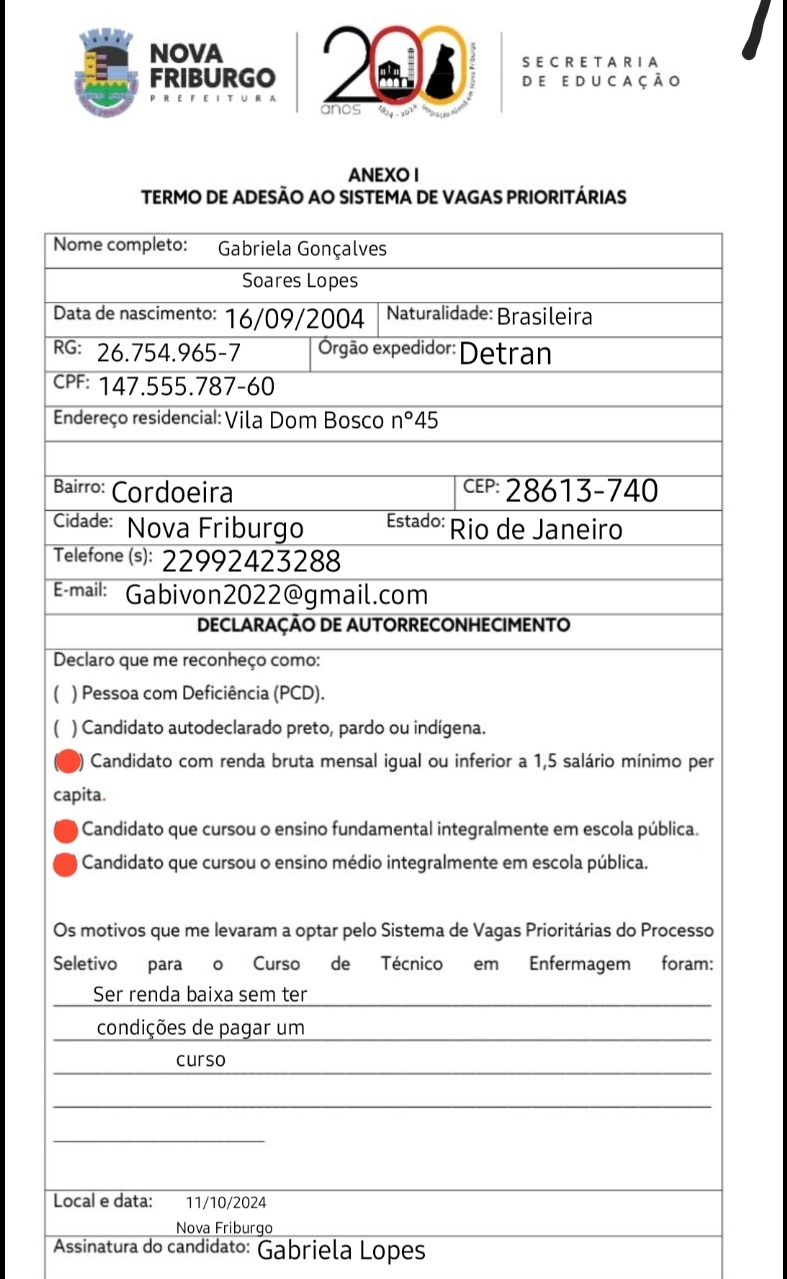 NOVA
FRIBURGO
PREFEITURA
200
anos
1824 - 2024
SECRETARIA
DE EDUCAÇÃO
ANEXO I
TERMO DE ADESÃO AO SISTEMA DE VAGAS PRIORITÁRIAS
Nome completo: Gabriela Gonçalves
Soares Lopes
Data de nascimento: 16/09/2004 Naturalidade: Brasileira
RG: 26.754.965-7 Órgão expedidor: Detran
CPF: 147.555.787-60
Endereço residencial: Vila Dom Bosco n°45
Bairro: Cordoeira CEP: 28613-740
Cidade: Nova Friburgo Estado: Rio de Janeiro
Telefone (s): 22992423288
E-mail: Gabivon2022@gmail.com
DECLARAÇÃO DE AUTORRECONHECIMENTO
Declaro que me reconheço como:
( ) Pessoa com Deficiência (PCD).
( ) Candidato autodeclarado preto, pardo ou indígena.
( ) Candidato com renda bruta mensal igual ou inferior a 1,5 salário mínimo per
capita.
Candidato que cursou o ensino fundamental integralmente em escola pública.
Candidato que cursou o ensino médio integralmente em escola pública.
Os motivos que me levaram a optar pelo Sistema de Vagas Prioritárias do Processo
Seletivo para o Curso de Técnico em Enfermagem foram:
Ser renda baixa sem ter
condições de pagar um
curso
Local e data: 11/10/2024
Nova Friburgo
Assinatura do candidato: Gabriela Lopes